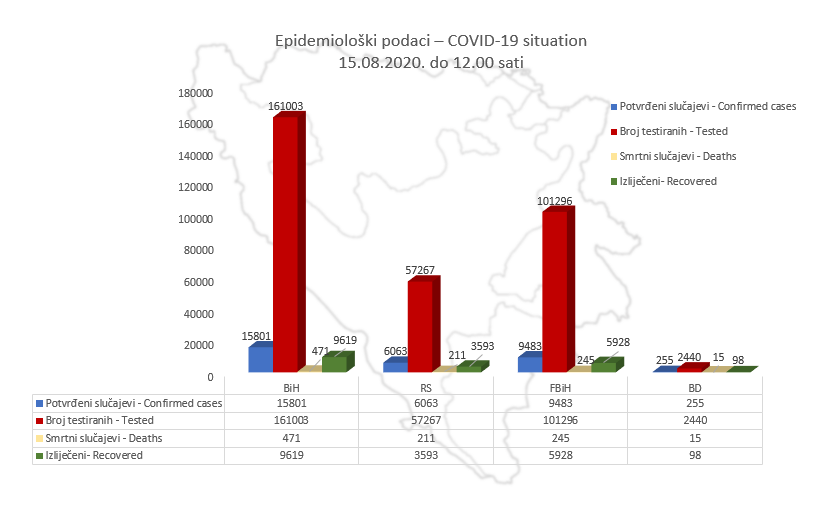 Epidemiološki podaci – COVID-19 situation
15.08.2020. do 12.00 sati
180000
160000
140000
120000
100000
80000
60000
40000
20000
0
161003
15801
471
9619
57267
6063
211
3593
101296
9483
245
5928
255
2440
15
98
Potvrđeni slučajevi - Confirmed cases
Broj testiranih - Tested
Smrtni slučajevi - Deaths
Izliječeni- Recovered
BiH RS FBiH BD
Potvrđeni slučajevi - Confirmed cases 15801 6063 9483 255
Broj testiranih - Tested 161003 57267 101296 2440
Smrtni slučajevi - Deaths 471 211 245 15
Izliječeni- Recovered 9619 3593 5928 98